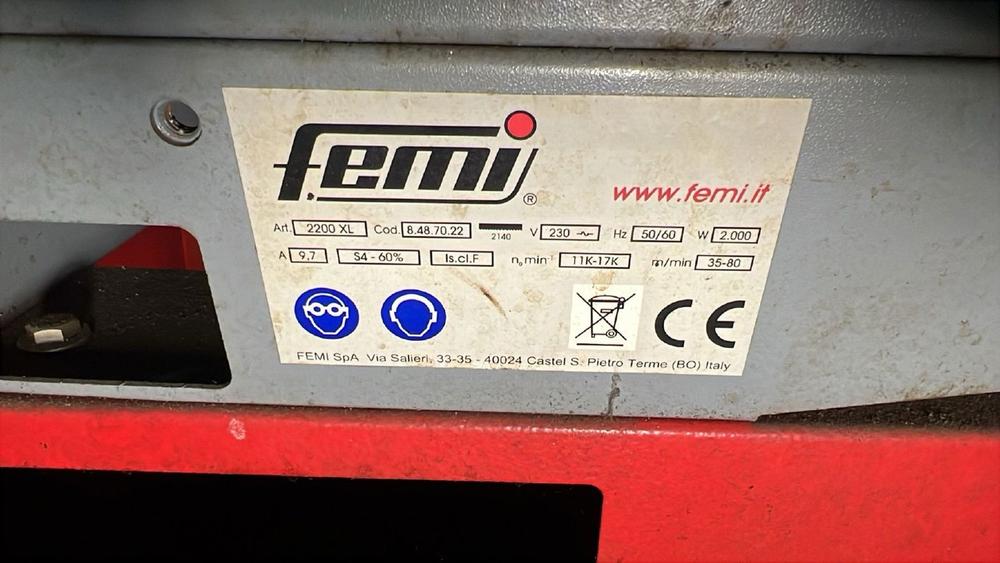 femi ®
www.femi.it
Art. 2200 XL Cod. 8.48.70.22 2140 V 230 ~ Hz 50/60 W 2.000
A 9,7 S4 - 60% Is.cl.F n₀min⁻¹ 11K-17K m/min 35-80
CE
FEMI SpA Via Salieri, 33-35 - 40024 Castel S. Pietro Terme (BO) Italy